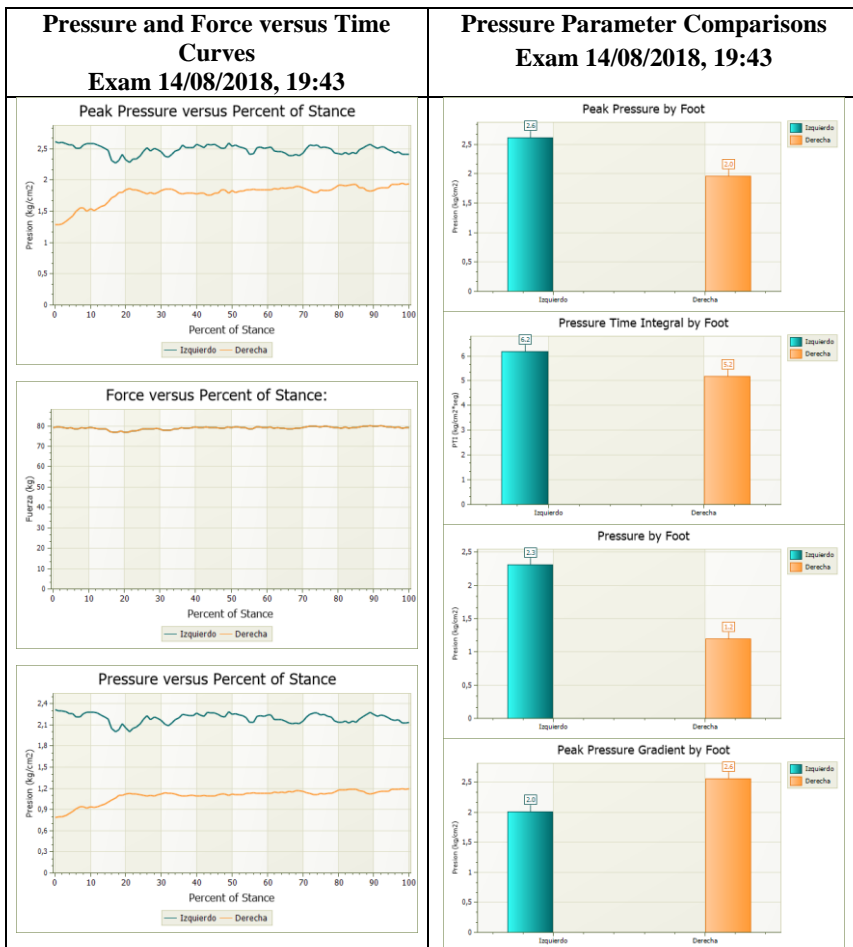 Pressure and Force versus Time
Curves
Exam 14/08/2018, 19:43
Pressure Parameter Comparisons
Exam 14/08/2018, 19:43
Peak Pressure versus Percent of Stance
Presion (kg/cm2)
2,5
2
1,5
1
0,5
0
0 10 20 30 40 50 60 70 80 90 100
Percent of Stance
Izquierdo Derecha
Force versus Percent of Stance:
Fuerza (kg)
80
70
60
50
40
30
20
10
0
0 10 20 30 40 50 60 70 80 90 100
Percent of Stance
Izquierdo Derecha
Pressure versus Percent of Stance
Presion (kg/cm2)
2,4
2,1
1,8
1,5
1,2
0,9
0,6
0,3
0
0 10 20 30 40 50 60 70 80 90 100
Percent of Stance
Izquierdo Derecha
Peak Pressure by Foot
Presion (kg/cm2)
2,5
2
1,5
1
0,5
0
2.6
2.0
Izquierdo Derecha
Izquierdo
Derecha
Pressure Time Integral by Foot
PTI (kg/cm2*seg)
6
5
4
3
2
1
0
6.2
5.2
Izquierdo Derecha
Izquierdo
Derecha
Pressure by Foot
Presion (kg/cm2)
2,5
2
1,5
1
0,5
0
2.3
1.2
Izquierdo Derecha
Izquierdo
Derecha
Peak Pressure Gradient by Foot
Presion (kg/cm2)
2,5
2
1,5
1
0,5
0
2.0
2.6
Izquierdo Derecha
Izquierdo
Derecha